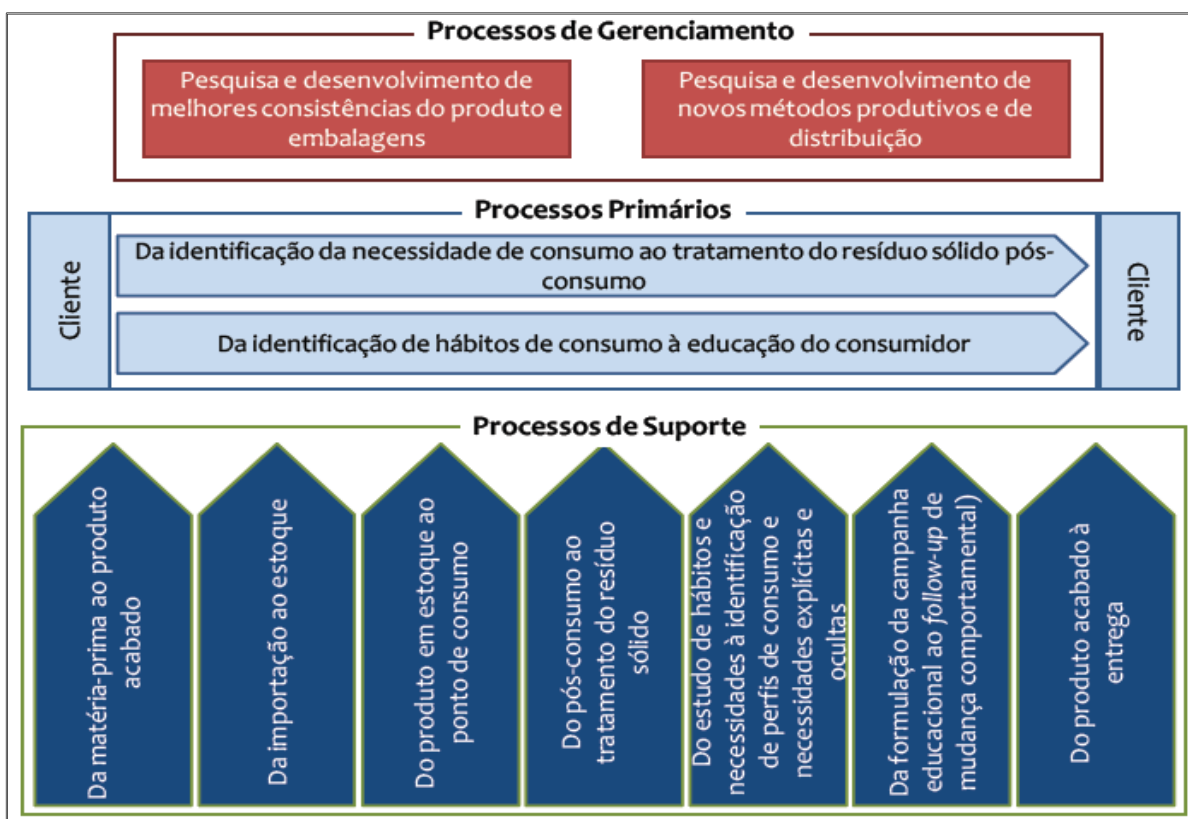 Processos de Gerenciamento
Pesquisa e desenvolvimento de
melhores consistências do produto e
embalagens
Pesquisa e desenvolvimento de
novos métodos produtivos e de
distribuição
Processos Primários
Cliente
Da identificação da necessidade de consumo ao tratamento do resíduo sólido pós-
consumo
Da identificação de hábitos de consumo à educação do consumidor
Cliente
Processos de Suporte
Da matéria-prima ao produto
acabado
Da importação ao estoque
Do produto em estoque ao
ponto de consumo
Do pós-consumo ao
tratamento do resíduo
sólido
Do estudo de hábitos e
necessidades à identificação
de perfis de consumo e
necessidades explícitas e
ocultas
Da formulação da campanha
educacional ao follow-up de
mudança comportamental)
Do produto acabado à
entrega